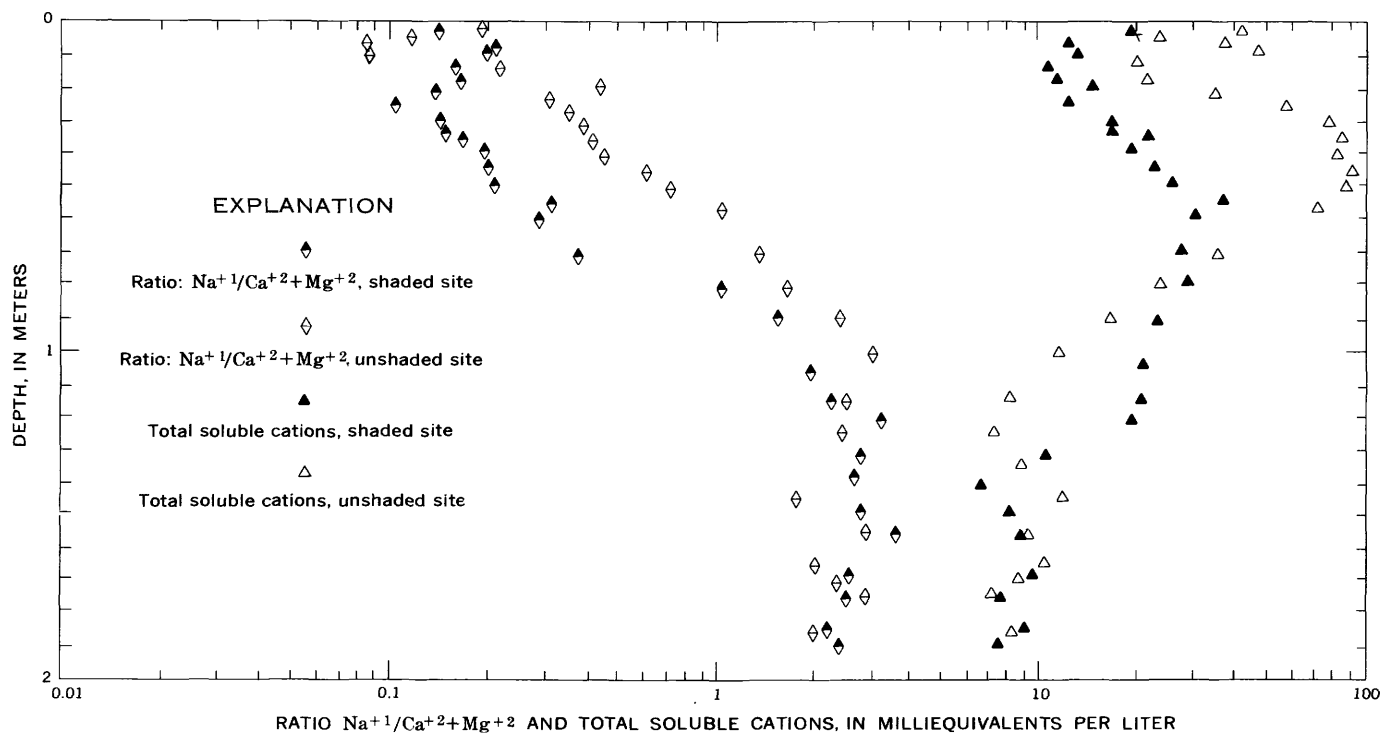 0
EXPLANATION
Ratio: Na+1/Ca+2+Mg+2, shaded site
Ratio: Na+1/Ca+2+Mg+2, unshaded site
Total soluble cations, shaded site
Total soluble cations, unshaded site
DEPTH, IN METERS
1
2
0.01 0.1 1 10 100
RATIO Na+1/Ca+2+Mg+2 AND TOTAL SOLUBLE CATIONS, IN MILLIEQUIVALENTS PER LITER